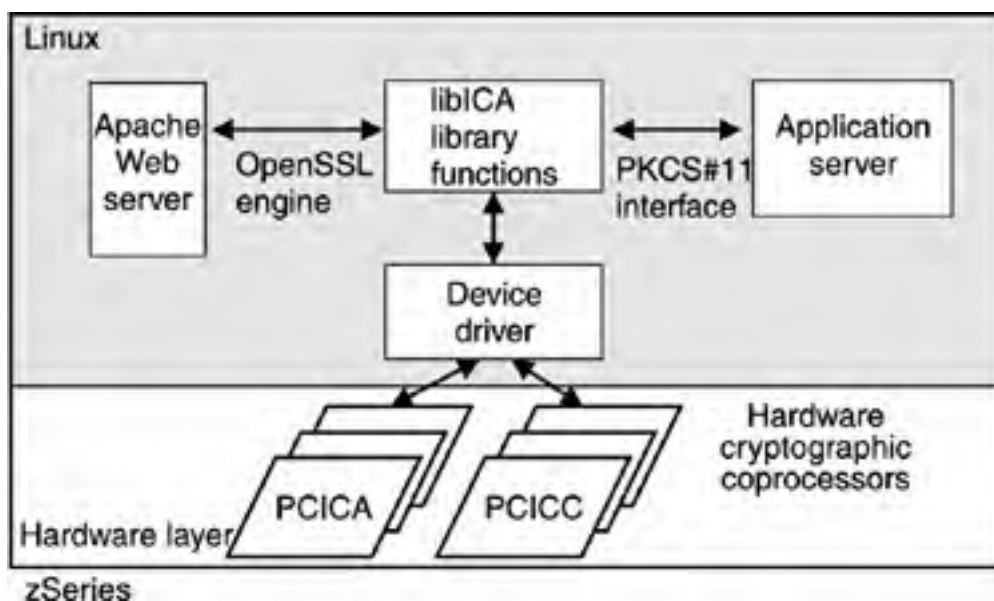 Linux
Apache
Web
server
OpenSSL
engine
libICA
library
functions
PKCS#11
interface
Application
server
Device
driver
PCICA
PCICC
Hardware
cryptographic
coprocessors
Hardware layer
zSeries